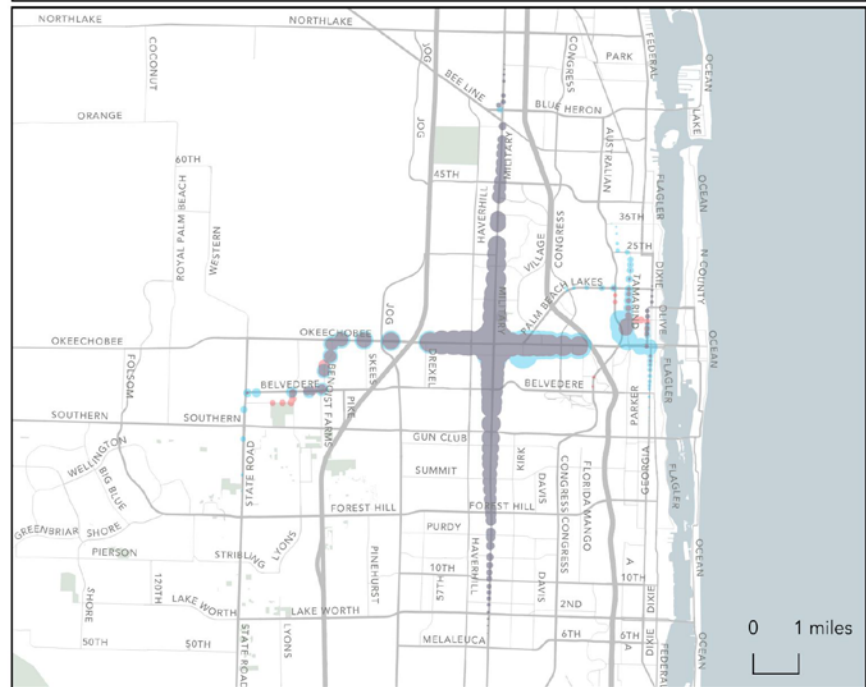 NORTHLAKE
NORTHLAKE
COCONUT
JOG
BEE LINE
CONGRESS
PARK
FEDERAL
OCEAN
BLUE HERON
LAKE
ORANGE
JOG
MILITARY
AUSTRALIAN
60TH
45TH
ROYAL PALM BEACH
WESTERN
HAVERHILL
FLAGLER
OCEAN
36TH
25TH
VILLAGE
CONGRESS
DIXIE
N COUNTY
PALM BEACH LAKES
TAMARIND
MILITARY
JOG
OLIVE
OKEECHOBEE
OKEECHOBEE
OCEAN
FOLSOM
SKEES
DREXEL
BELVEDERE
BENOIST FARMS
BELVEDERE
FLAGLER
PIKE
PARKER
SOUTHERN
SOUTHERN
GUN CLUB
WELLINGTON
STATE ROAD
SUMMIT
KIRK
DAVIS
CONGRESS
FLORIDA MANGO
GEORGIA
FLAGLER
BIG BLUE
FOREST HILL
FOREST HILL
GREENBRIAR
SHORE
PURDY
CONGRESS
OCEAN
PIERSON
STRIBLING
LYONS
PINEHURST
HAVERHILL
10TH
A
10TH
SHORE
120TH
57TH
DAVIS
DIXIE
LAKE WORTH
LAKE WORTH
2ND
DIXIE
50TH
50TH
STATE ROAD
LYONS
MELALEUCA
6TH
6TH
A
FEDERAL
OCEAN
0 1 miles